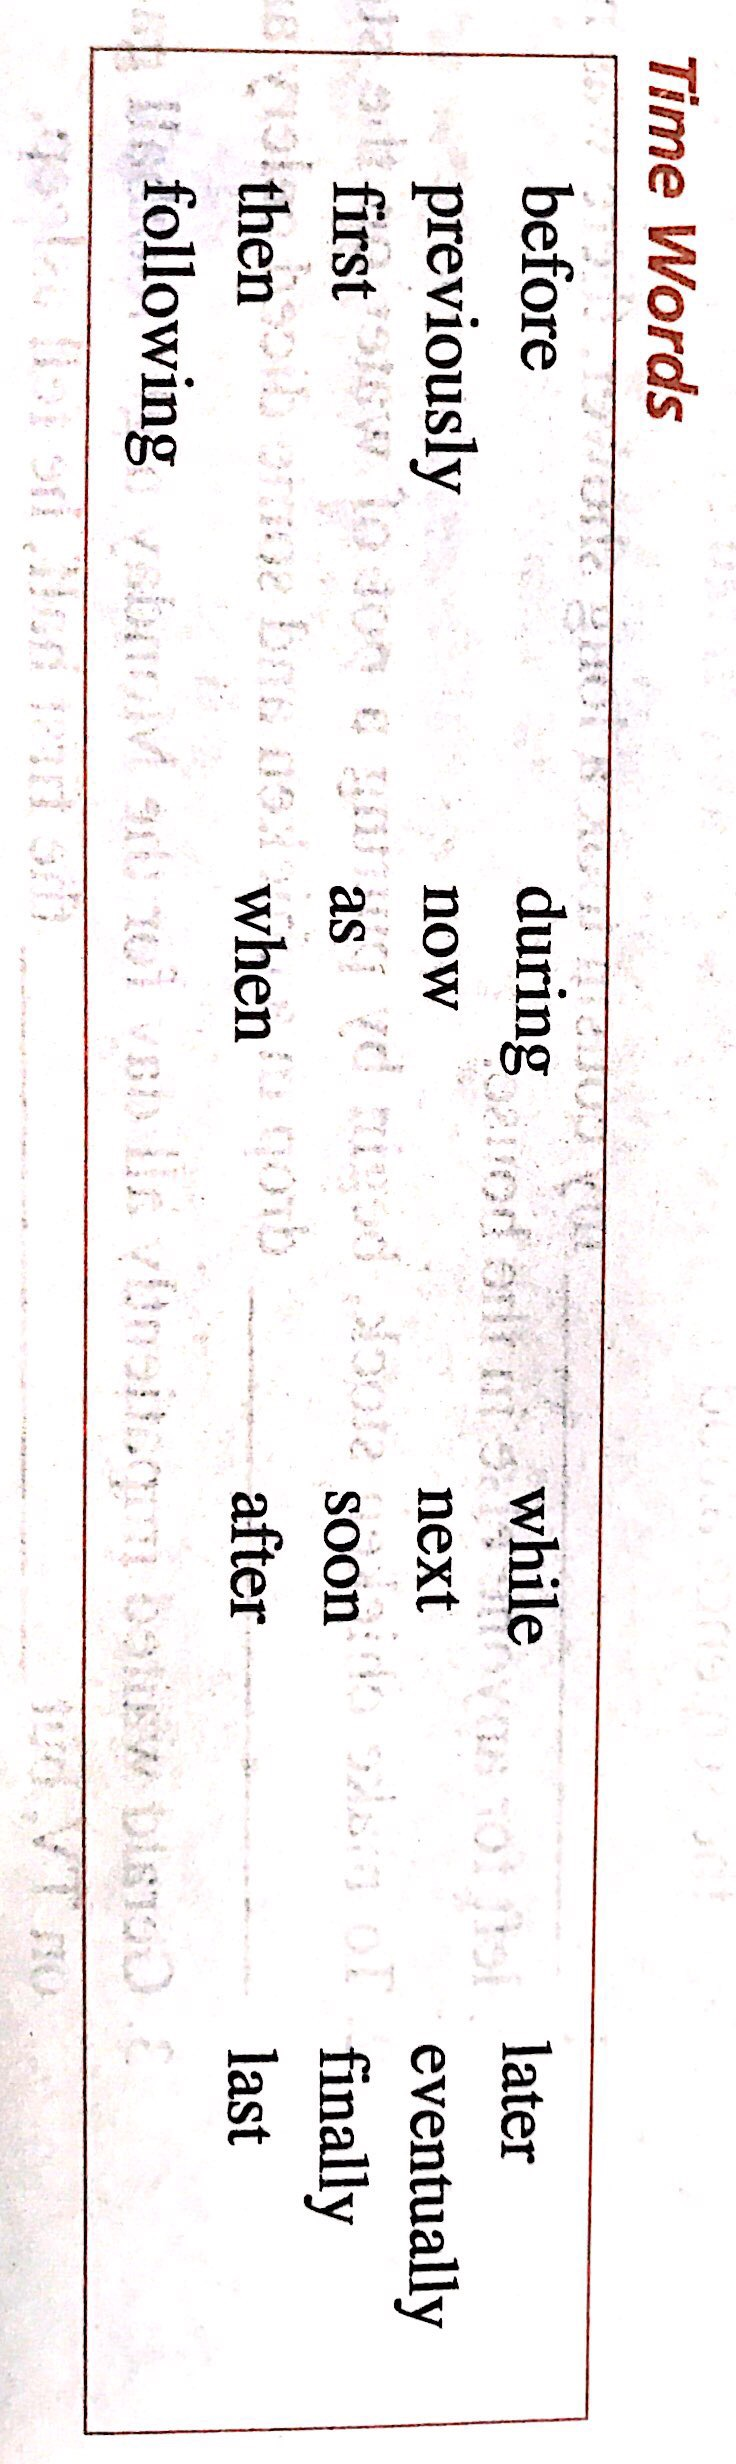 Time Words
before during while later
previously now next eventually
first as soon finally
then when after last
following